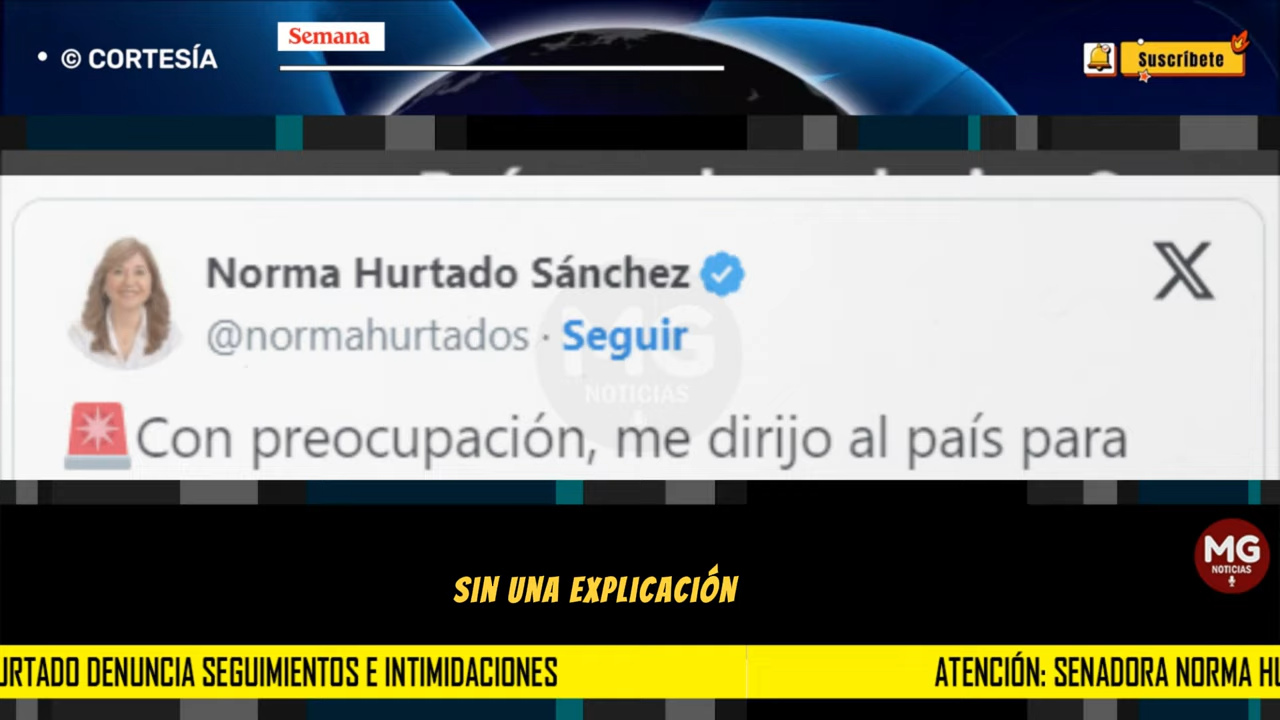 • © CORTESÍA
Semana
Suscríbete
Norma Hurtado Sánchez
@normahurtados · Seguir
Con preocupación, me dirijo al país para
MG
NOTICIAS
SIN UNA EXPLICACIÓN
MG
NOTICIAS
URTADO DENUNCIA SEGUIMIENTOS E INTIMIDACIONES
ATENCIÓN: SENADORA NORMA HU